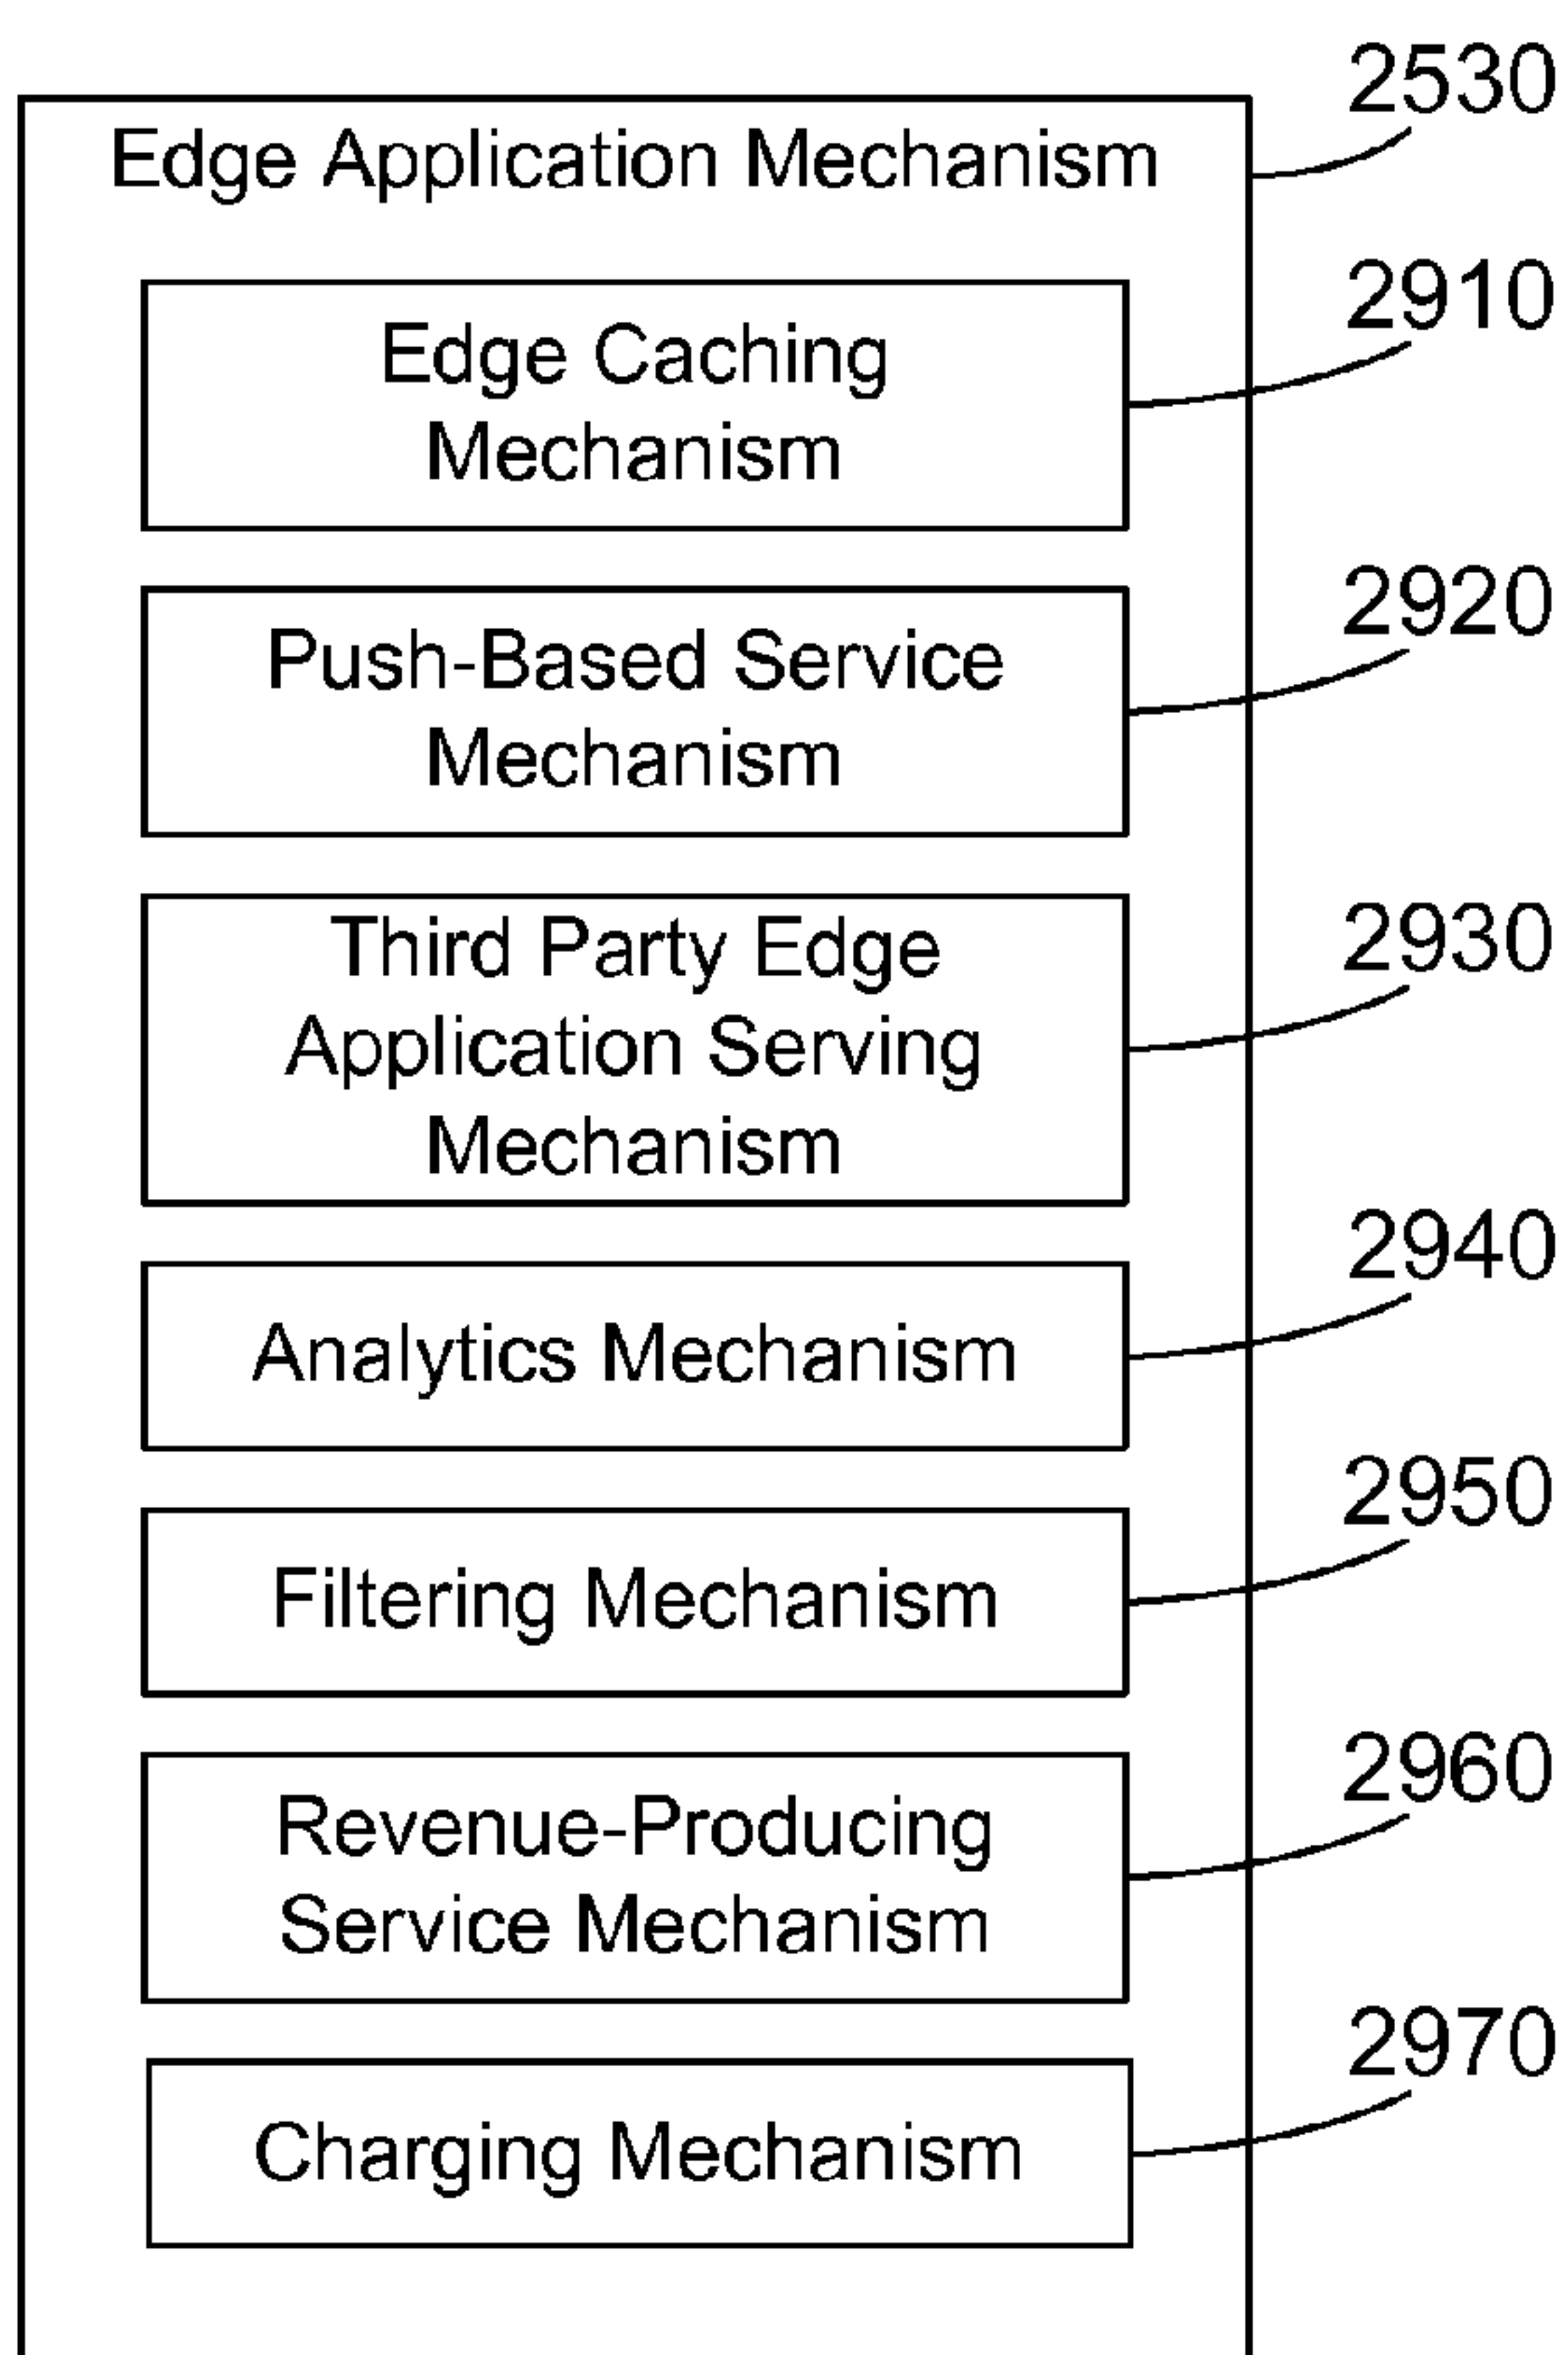 2530
Edge Application Mechanism
2910
Edge Caching
Mechanism
2920
Push-Based Service
Mechanism
2930
Third Party Edge
Application Serving
Mechanism
2940
Analytics Mechanism
2950
Filtering Mechanism
2960
Revenue-Producing
Service Mechanism
2970
Charging Mechanism